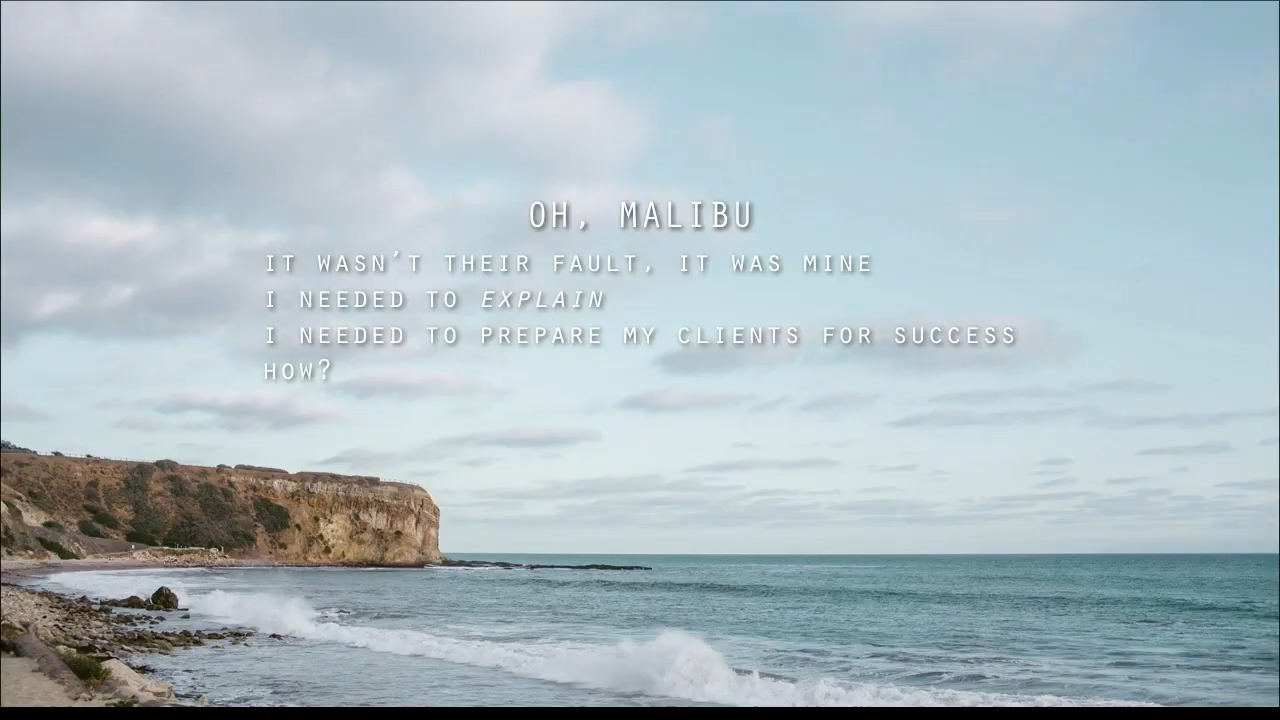 OH, MALIBU
IT WASN'T THEIR FAULT, IT WAS MINE
I NEEDED TO EXPLAIN
I NEEDED TO PREPARE MY CLIENTS FOR SUCCESS
HOW?